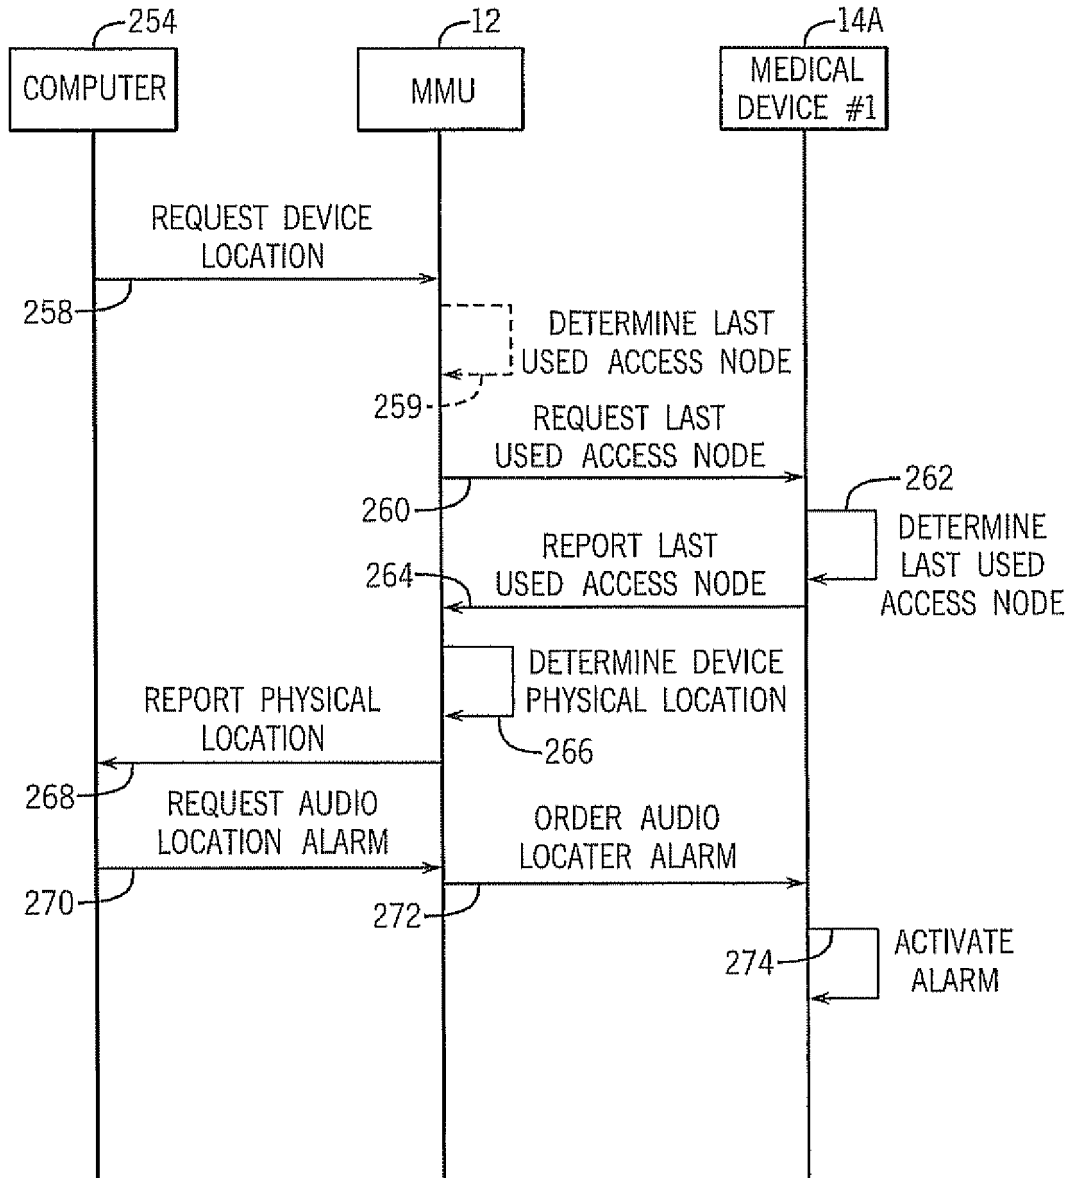 254
12
14A
COMPUTER
MMU
MEDICAL
DEVICE #1
REQUEST DEVICE
LOCATION
258
DETERMINE LAST
USED ACCESS NODE
259
REQUEST LAST
USED ACCESS NODE
260
262
DETERMINE
LAST USED
ACCESS NODE
REPORT LAST
USED ACCESS NODE
264
DETERMINE DEVICE
PHYSICAL LOCATION
266
REPORT PHYSICAL
LOCATION
268
REQUEST AUDIO
LOCATION ALARM
270
ORDER AUDIO
LOCATER ALARM
272
274
ACTIVATE
ALARM